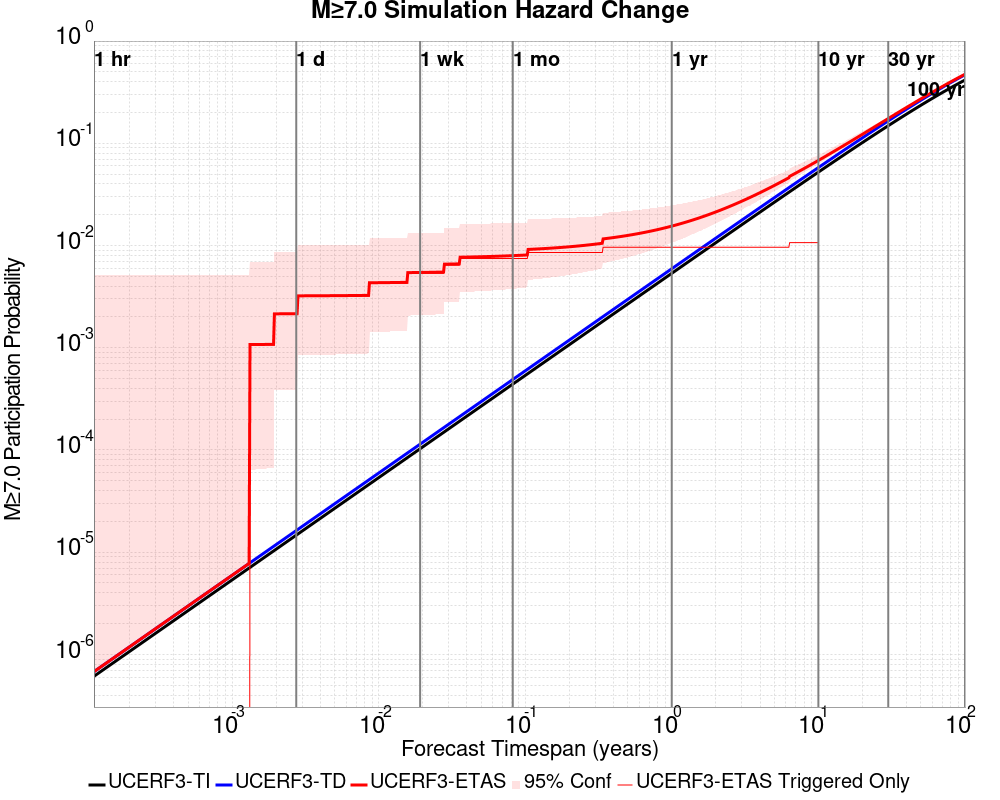 M≥7.0 Simulation Hazard Change
10^0
10^-1
10^-2
10^-3
10^-4
10^-5
10^-6
M≥7.0 Participation Probability
1 hr
1 d
1 wk
1 mo
1 yr
10 yr
30 yr
100 yr
10^-3
10^-2
10^-1
10^0
10^1
10^2
Forecast Timespan (years)
UCERF3-TI UCERF3-TD UCERF3-ETAS 95% Conf UCERF3-ETAS Triggered Only